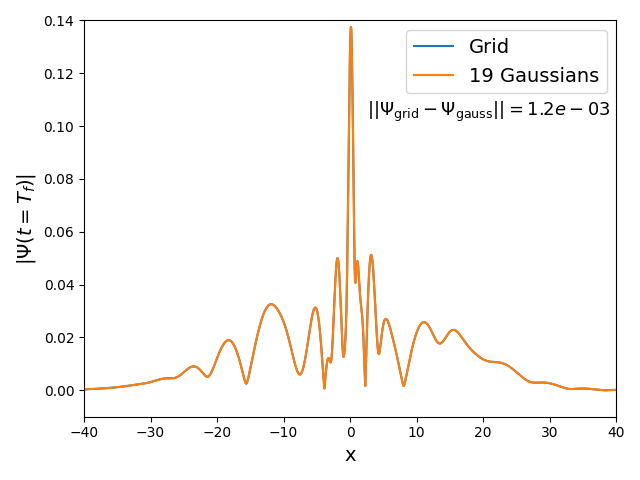 0.14
0.12
0.10
0.08
0.06
0.04
0.02
0.00
|Ψ(t = T_f)|
Grid
19 Gaussians
||Ψ_grid − Ψ_gauss|| = 1.2e − 03
−40 −30 −20 −10 0 10 20 30 40
x